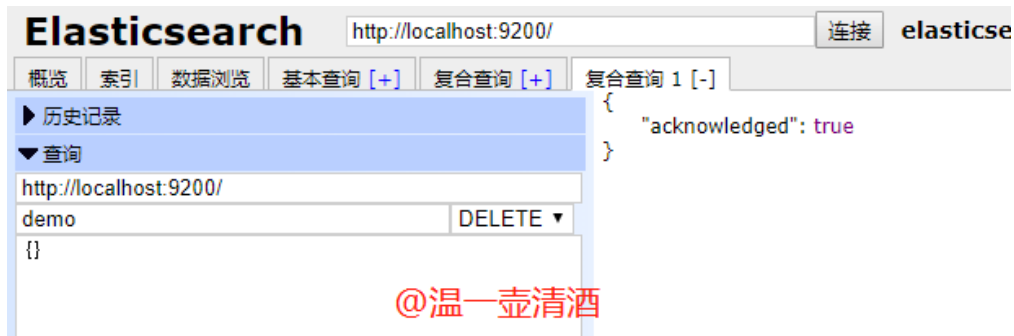 Elasticsearch http://localhost:9200/ 连接 elasticse
概览 索引 数据浏览 基本查询 [+] 复合查询 [+] 复合查询 1 [-]
▶ 历史记录
▼ 查询
http://localhost:9200/
demo DELETE ▼
{}
{
"acknowledged": true
}
@温一壶清酒